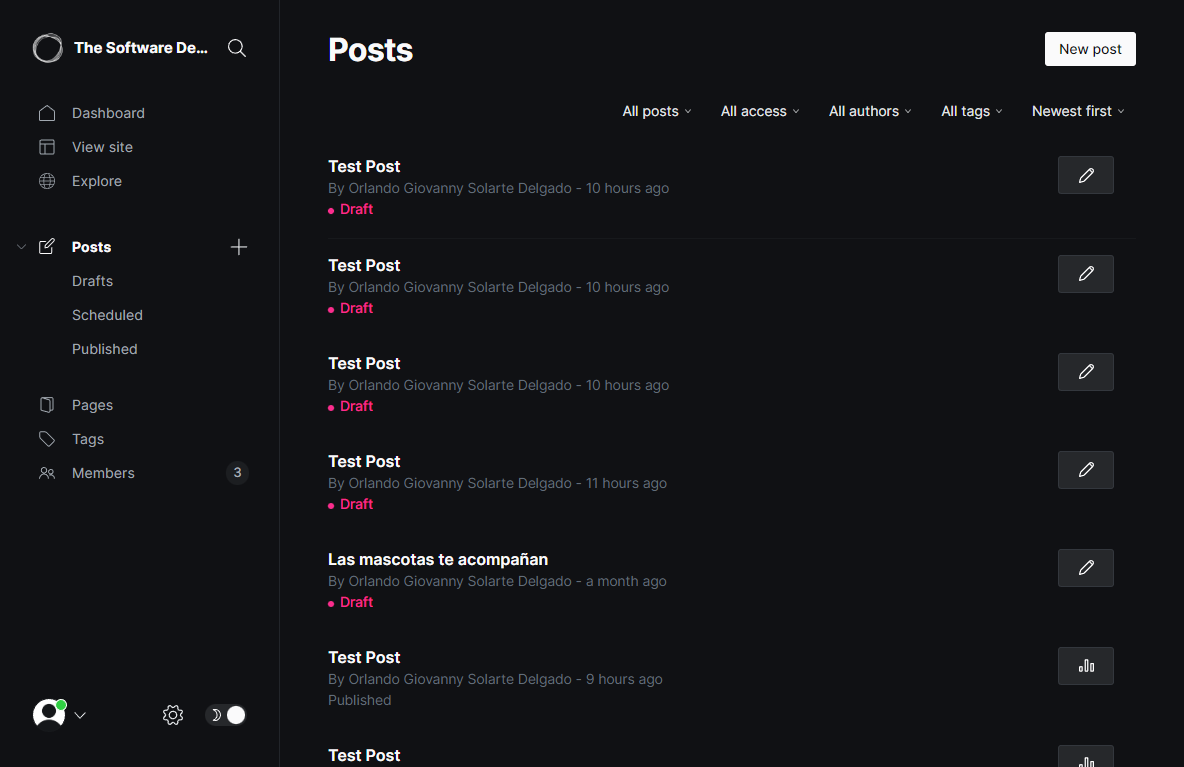 The Software De...
Dashboard
View site
Explore
Posts
Drafts
Scheduled
Published
Pages
Tags
Members 3
Posts
New post
All posts All access All authors All tags Newest first
Test Post
By Orlando Giovanny Solarte Delgado - 10 hours ago
Draft
Test Post
By Orlando Giovanny Solarte Delgado - 10 hours ago
Draft
Test Post
By Orlando Giovanny Solarte Delgado - 10 hours ago
Draft
Test Post
By Orlando Giovanny Solarte Delgado - 11 hours ago
Draft
Las mascotas te acompañan
By Orlando Giovanny Solarte Delgado - a month ago
Draft
Test Post
By Orlando Giovanny Solarte Delgado - 9 hours ago
Published
Test Post